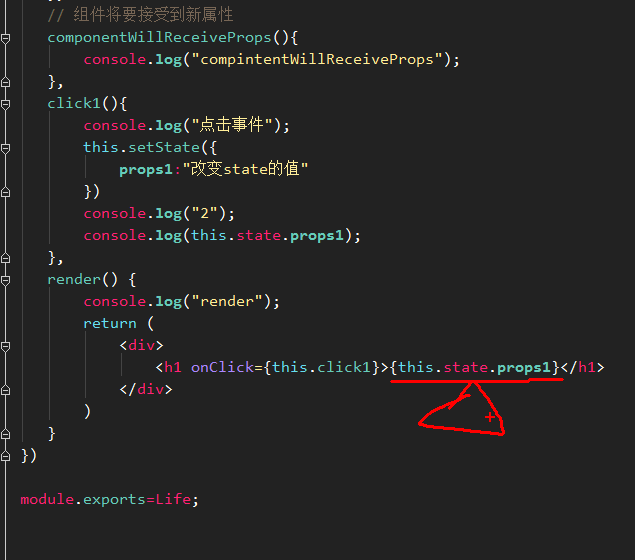 // 组件将要接受到新属性
componentWillReceiveProps(){
console.log("compintentWillReceiveProps");
},
click1(){
console.log("点击事件");
this.setState({
props1:"改变state的值"
})
console.log("2");
console.log(this.state.props1);
},
render() {
console.log("render");
return (
<div>
<h1 onClick={this.click1}>{this.state.props1}</h1>
</div>
)
}
})
module.exports=Life;